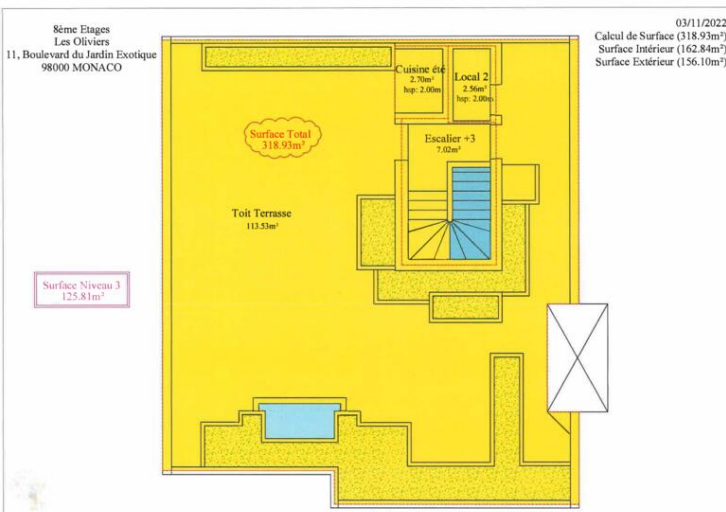 8ème Etages
Les Oliviers
11, Boulevard du Jardin Exotique
98000 MONACO
03/11/2022
Calcul de Surface (318.93m²)
Surface Intérieur (162.84m²)
Surface Extérieur (156.10m²)
Cuisine été
2.70m²
hsp: 2.00m
Local 2
2.56m²
hsp: 2.00m
Surface Total
318.93m²
Escalier +3
7.02m²
Toit Terrasse
113.53m²
Surface Niveau 3
125.81m²